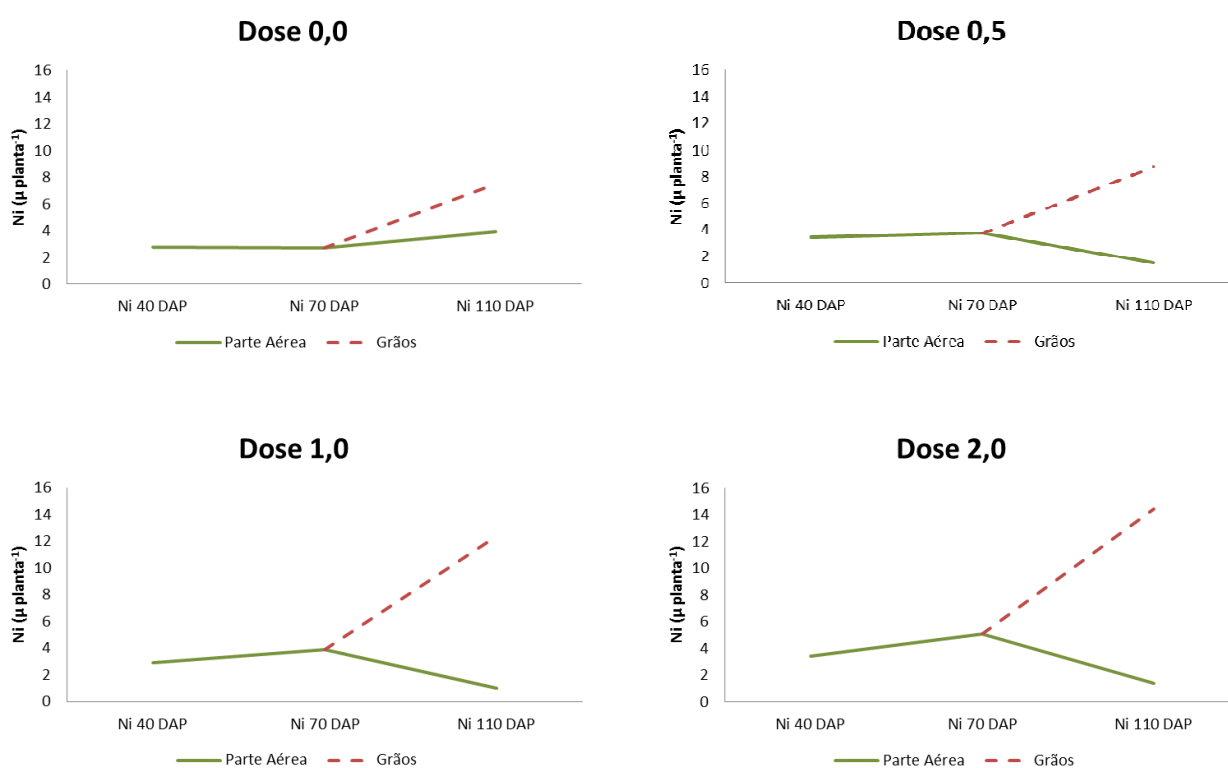 Dose 0,0
16
14
12
10
8
6
4
2
0
Ni (µ planta⁻¹)
Ni 40 DAP Ni 70 DAP Ni 110 DAP
Parte Aérea Grãos
Dose 0,5
16
14
12
10
8
6
4
2
0
Ni (µ planta⁻¹)
Ni 40 DAP Ni 70 DAP Ni 110 DAP
Parte Aérea Grãos
Dose 1,0
16
14
12
10
8
6
4
2
0
Ni (µ planta⁻¹)
Ni 40 DAP Ni 70 DAP Ni 110 DAP
Parte Aérea Grãos
Dose 2,0
16
14
12
10
8
6
4
2
0
Ni (µ planta⁻¹)
Ni 40 DAP Ni 70 DAP Ni 110 DAP
Parte Aérea Grãos